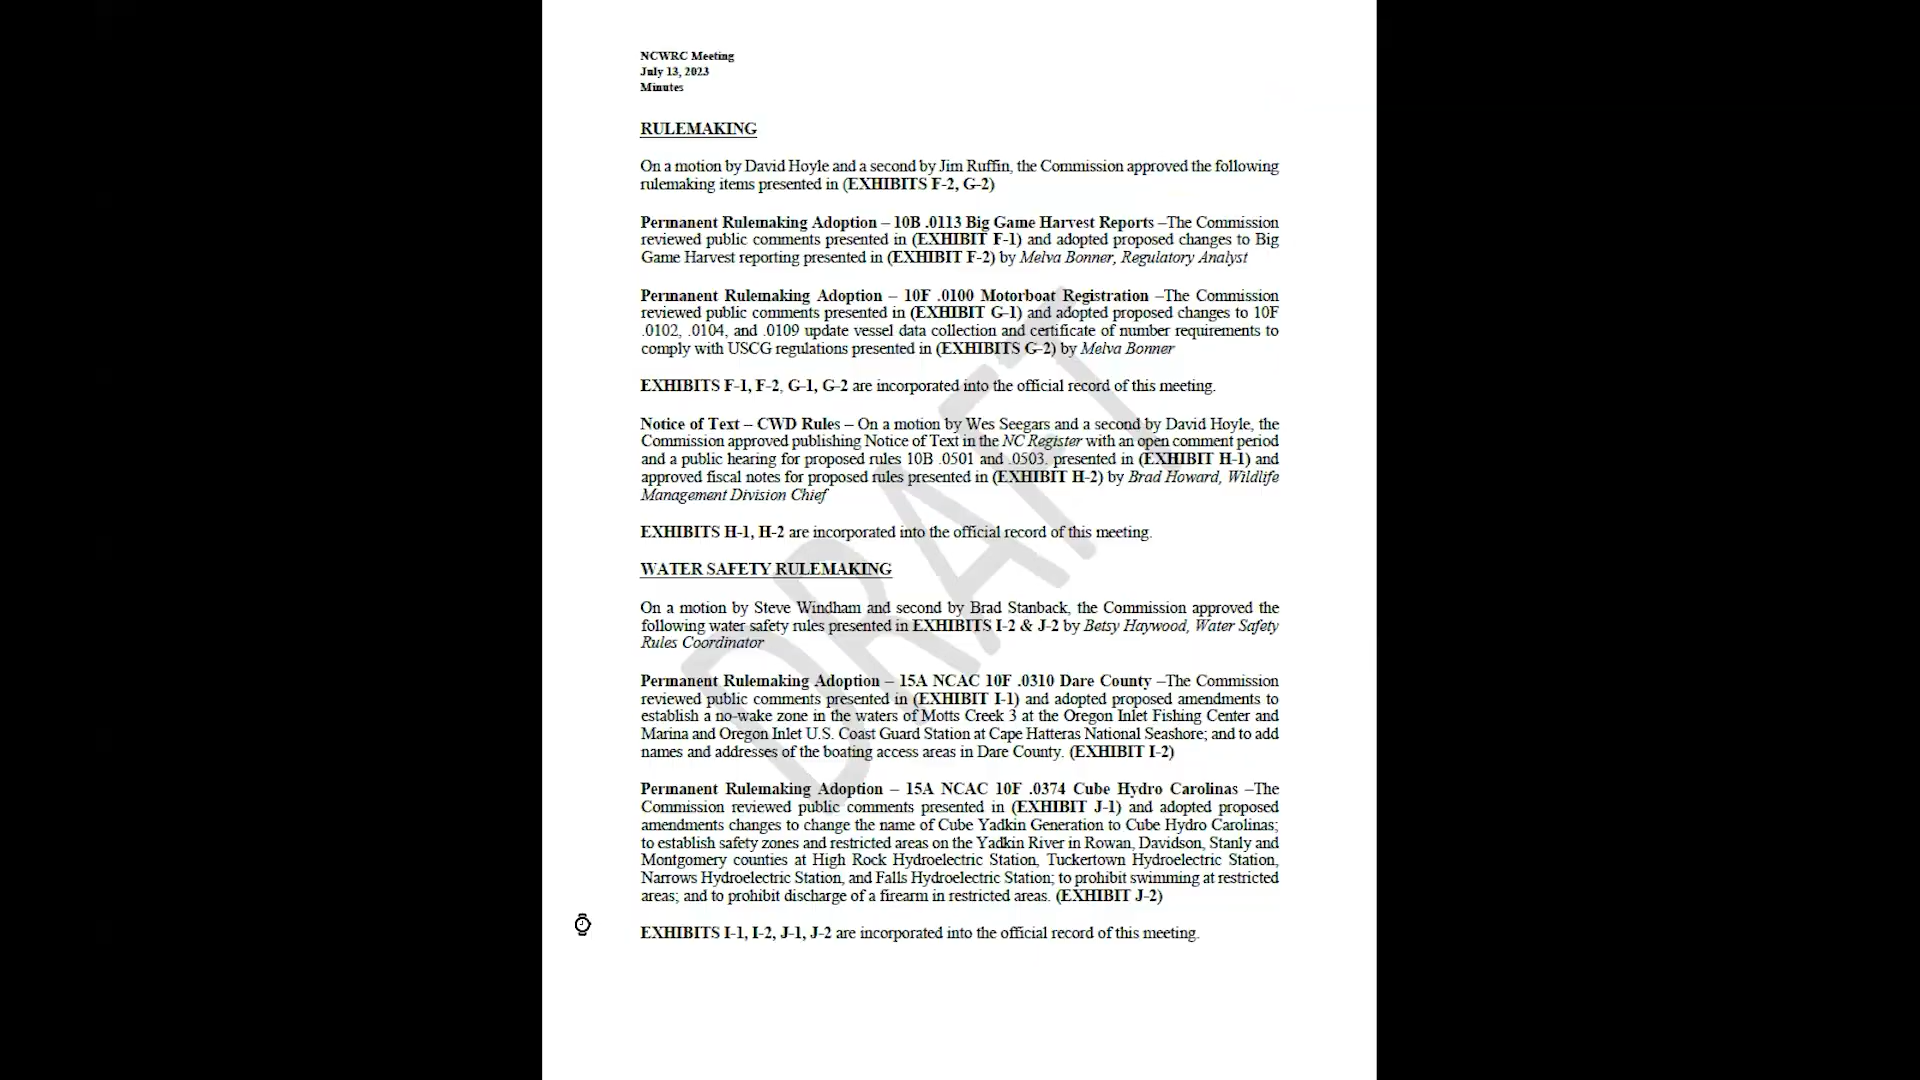 NCWRC Meeting
July 13, 2023
Minutes
RULEMAKING
On a motion by David Hoyle and a second by Jim Ruffin, the Commission approved the following
rulemaking items presented in (EXHIBITS F-2, G-2)
Permanent Rulemaking Adoption – 10B .0113 Big Game Harvest Reports –The Commission
reviewed public comments presented in (EXHIBIT F-1) and adopted proposed changes to Big
Game Harvest reporting presented in (EXHIBIT F-2) by Melva Bonner, Regulatory Analyst
Permanent Rulemaking Adoption – 10F .0100 Motorboat Registration –The Commission
reviewed public comments presented in (EXHIBIT G-1) and adopted proposed changes to 10F
.0102, .0104, and .0109 update vessel data collection and certificate of number requirements to
comply with USCG regulations presented in (EXHIBITS G-2) by Melva Bonner
EXHIBITS F-1, F-2, G-1, G-2 are incorporated into the official record of this meeting.
Notice of Text – CWD Rules – On a motion by Wes Seegars and a second by David Hoyle, the
Commission approved publishing Notice of Text in the NC Register with an open comment period
and a public hearing for proposed rules 10B .0501 and .0503, presented in (EXHIBIT H-1) and
approved fiscal notes for proposed rules presented in (EXHIBIT H-2) by Brad Howard, Wildlife
Management Division Chief
EXHIBITS H-1, H-2 are incorporated into the official record of this meeting.
WATER SAFETY RULEMAKING
On a motion by Steve Windham and second by Brad Stanback, the Commission approved the
following water safety rules presented in EXHIBITS I-2 & J-2 by Betsy Haywood, Water Safety
Rules Coordinator
Permanent Rulemaking Adoption – 15A NCAC 10F .0310 Dare County –The Commission
reviewed public comments presented in (EXHIBIT I-1) and adopted proposed amendments to
establish a no-wake zone in the waters of Motts Creek 3 at the Oregon Inlet Fishing Center and
Marina and Oregon Inlet U.S. Coast Guard Station at Cape Hatteras National Seashore; and to add
names and addresses of the boating access areas in Dare County. (EXHIBIT I-2)
Permanent Rulemaking Adoption – 15A NCAC 10F .0374 Cube Hydro Carolinas –The
Commission reviewed public comments presented in (EXHIBIT J-1) and adopted proposed
amendments changes to change the name of Cube Yadkin Generation to Cube Hydro Carolinas;
to establish safety zones and restricted areas on the Yadkin River in Rowan, Davidson, Stanly and
Montgomery counties at High Rock Hydroelectric Station, Tuckertown Hydroelectric Station,
Narrows Hydroelectric Station, and Falls Hydroelectric Station; to prohibit swimming at restricted
areas; and to prohibit discharge of a firearm in restricted areas. (EXHIBIT J-2)
EXHIBITS I-1, I-2, J-1, J-2 are incorporated into the official record of this meeting.
DRAFT